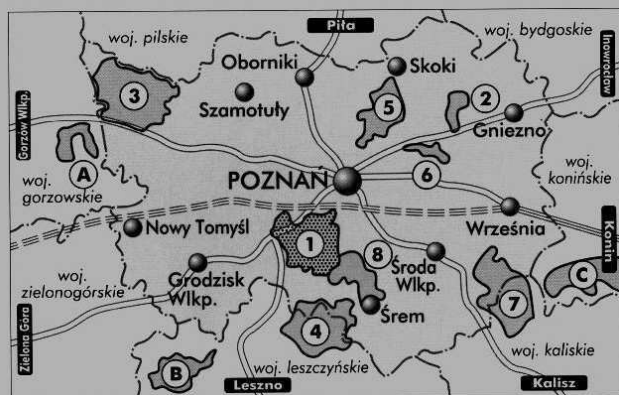 Piła
woj. pilskie
woj. bydgoskie
Inowrocław
Oborniki
Skoki
3
Szamotuły
5
2
Gniezno
Gorzów Wlkp.
A
POZNAŃ
6
woj.
gorzowskie
woj.
konińskie
Nowy Tomyśl
Września
1
Konin
8
Środa
Wlkp.
C
Grodzisk
Wlkp.
woj.
zielonogórskie
7
Śrem
4
Zielona Góra
B
woj. leszczyńskie
woj. kaliskie
Leszno
Kalisz